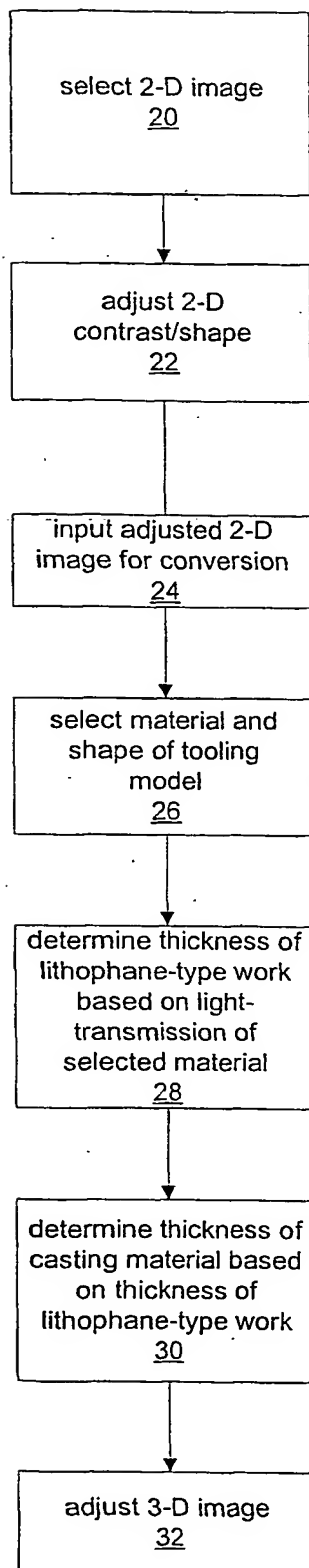 select 2-D image
20
adjust 2-D
contrast/shape
22
input adjusted 2-D
image for conversion
24
select material and
shape of tooling
model
26
determine thickness of
lithophane-type work
based on light-
transmission of
selected material
28
determine thickness of
casting material based
on thickness of
lithophane-type work
30
adjust 3-D image
32